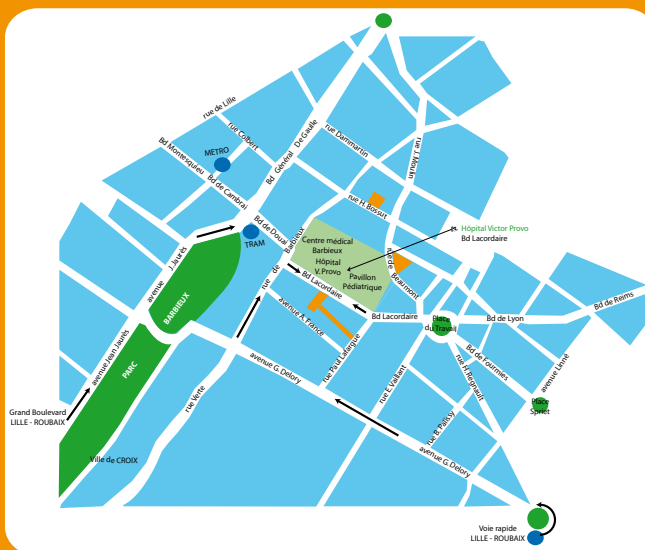 rue de Lille
rue Colbert
Bd Général De Gaulle
rue Dammartin
rue J. Moulin
METRO
Bd Montesquieu
Bd de Cambrai
rue H. Bossut
Bd de Douai
TRAM
Hôpital Victor Provo
Bd Lacordaire
Centre médical
Barbieux
Hôpital
V.Provo
Pavillon
Pédiatrique
rue de Barbieux
rue de Beaumont
avenue J. Jaurès
Bd Lacordaire
BARBIEUX
avenue A. France
Bd Lacordaire
Place
du Travail
Bd de Lyon
Bd de Reims
avenue Jean Jaurès
PARC
rue Paul Lafargue
avenue G. Delory
rue E. Vaillant
rue H. Regnault
Bd de Fourmies
avenue Linné
Place
Spriet
rue Verte
Grand Boulevard
LILLE - ROUBAIX
rue B. Palissy
avenue G. Delory
Ville de CROIX
Voie rapide
LILLE - ROUBAIX